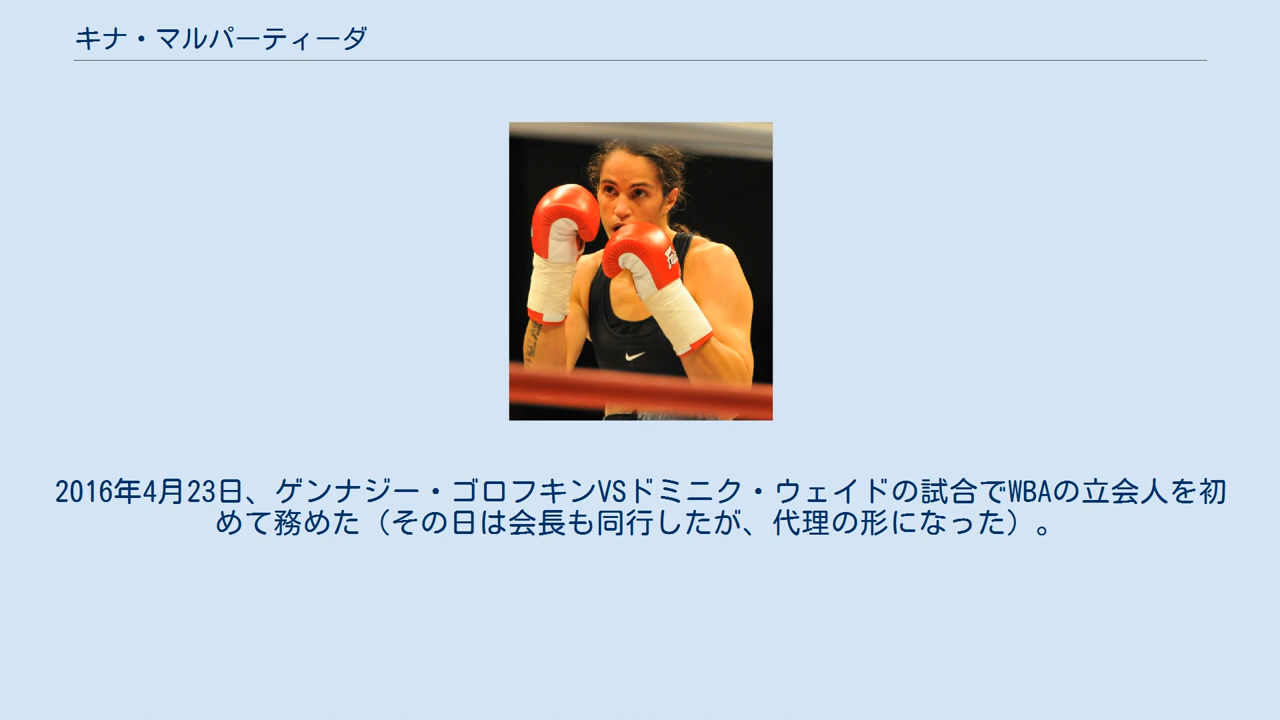 キナ・マルパーティーダ
2016年4月23日、ゲンナジー・ゴロフキンVSドミニク・ウェイドの試合でWBAの立会人を初
めて務めた（その日は会長も同行したが、代理の形になった）。